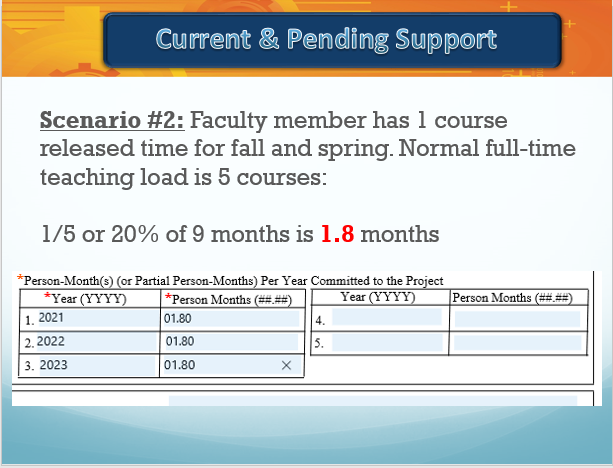 Current & Pending Support
Scenario #2: Faculty member has 1 course
released time for fall and spring. Normal full-time
teaching load is 5 courses:
1/5 or 20% of 9 months is 1.8 months
*Person-Month(s) (or Partial Person-Months) Per Year Committed to the Project
*Year (YYYY) *Person Months (##.##) Year (YYYY) Person Months (##.##)
1. 2021 01.80 4.
2. 2022 01.80 5.
3. 2023 01.80